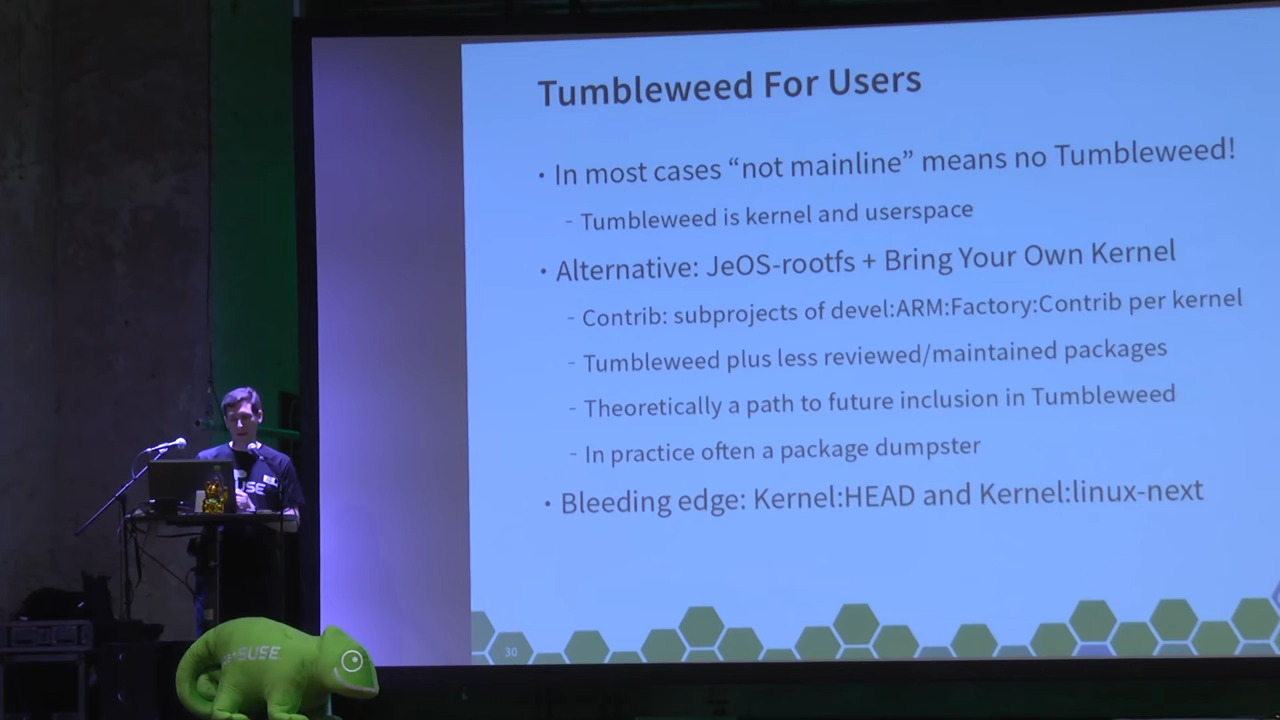 Tumbleweed For Users
· In most cases “not mainline” means no Tumbleweed!
- Tumbleweed is kernel and userspace
· Alternative: JeOS-rootfs + Bring Your Own Kernel
- Contrib: subprojects of devel:ARM:Factory:Contrib per kernel
- Tumbleweed plus less reviewed/maintained packages
- Theoretically a path to future inclusion in Tumbleweed
- In practice often a package dumpster
· Bleeding edge: Kernel:HEAD and Kernel:linux-next
30
USE
SUSE